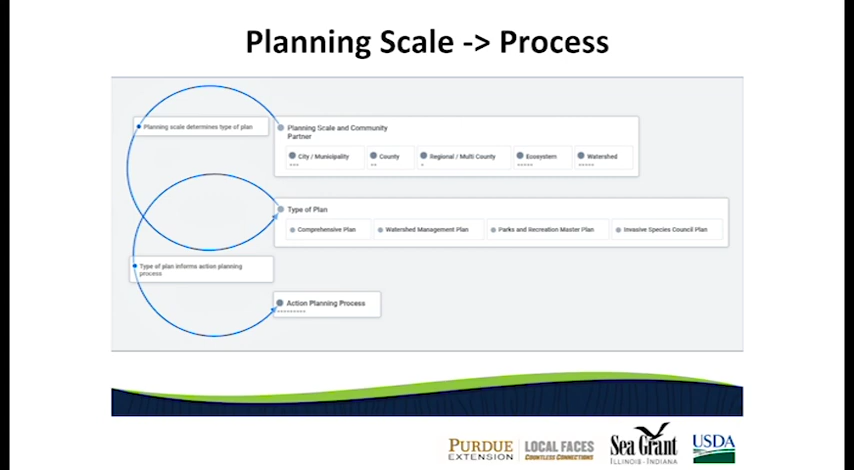 Planning Scale -> Process
Planning scale determines type of plan
Planning Scale and Community
Partner
City / Municipality
County
Regional / Multi County
Ecosystem
Watershed
Type of Plan
Comprehensive Plan
Watershed Management Plan
Parks and Recreation Master Plan
Invasive Species Council Plan
Type of plan informs action planning
process
Action Planning Process
PURDUE
EXTENSION
LOCAL FACES
COUNTLESS CONNECTIONS
Sea Grant
ILLINOIS-INDIANA
USDA